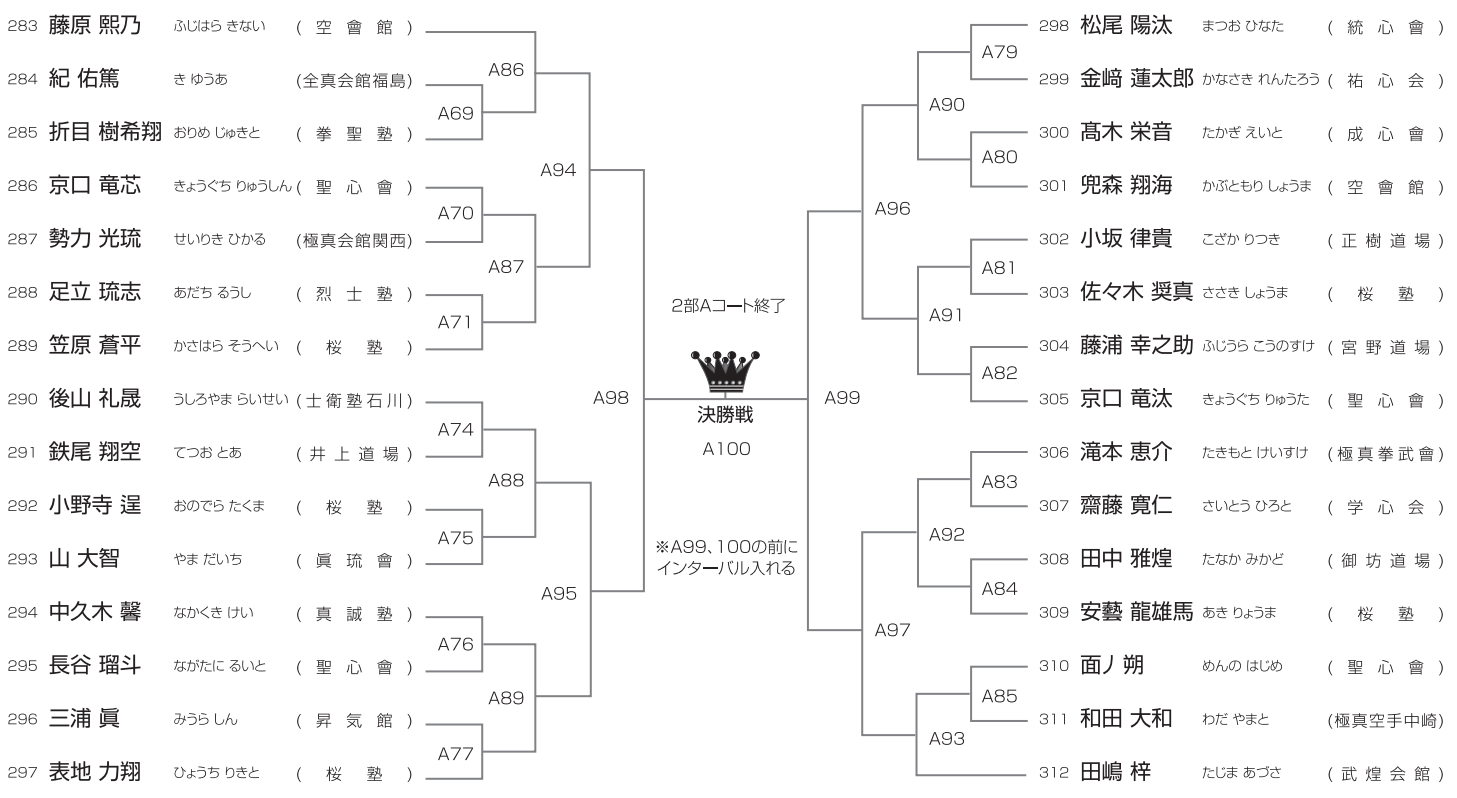 283 藤原 熙乃 ふじはら きない (空會館)
284 紀 佑篤 き ゆうあ (全真会館福島)
285 折目 樹希翔 おりめ じゅきと (拳聖塾)
286 京口 竜芯 きょうぐち りゅうしん (聖心會)
287 勢力 光琉 せいりき ひかる (極真会館関西)
288 足立 琉志 あだち るうし (烈士塾)
289 笠原 蒼平 かさはら そうへい (桜塾)
290 後山 礼晟 うしろやま らいせい (士衛塾石川)
291 鉄尾 翔空 てつお とあ (井上道場)
292 小野寺 逞 おのでら たくま (桜塾)
293 山 大智 やま だいち (眞琉會)
294 中久木 馨 なかくき けい (真誠塾)
295 長谷 瑠斗 ながたに るいと (聖心會)
296 三浦 眞 みうら しん (昇気館)
297 表地 力翔 ひょうち りきと (桜塾)
A86
A69
A94
A70
A87
A71
A98
A74
A88
A75
A95
A76
A89
A77
2部Aコート終了
決勝戦
A100
※A99、100の前に
インターバル入れる
A79
A90
A80
A96
A81
A91
A82
A99
A83
A92
A84
A97
A85
A93
298 松尾 陽汰 まつお ひなた (統心會)
299 金﨑 蓮太郎 かなさき れんたろう (祐心会)
300 髙木 栄音 たかぎ えいと (成心會)
301 兜森 翔海 かぶともり しょうま (空會館)
302 小坂 律貴 こざか りつき (正樹道場)
303 佐々木 奨真 ささき しょうま (桜塾)
304 藤浦 幸之助 ふじうら こうのすけ (宮野道場)
305 京口 竜汰 きょうぐち りゅうた (聖心會)
306 滝本 恵介 たきもと けいすけ (極真拳武會)
307 齋藤 寛仁 さいとう ひろと (学心会)
308 田中 雅煌 たなか みかど (御坊道場)
309 安藝 龍雄馬 あき りょうま (桜塾)
310 面ノ 朔 めんの はじめ (聖心會)
311 和田 大和 わだ やまと (極真空手中崎)
312 田嶋 梓 たじま あづさ (武煌会館)